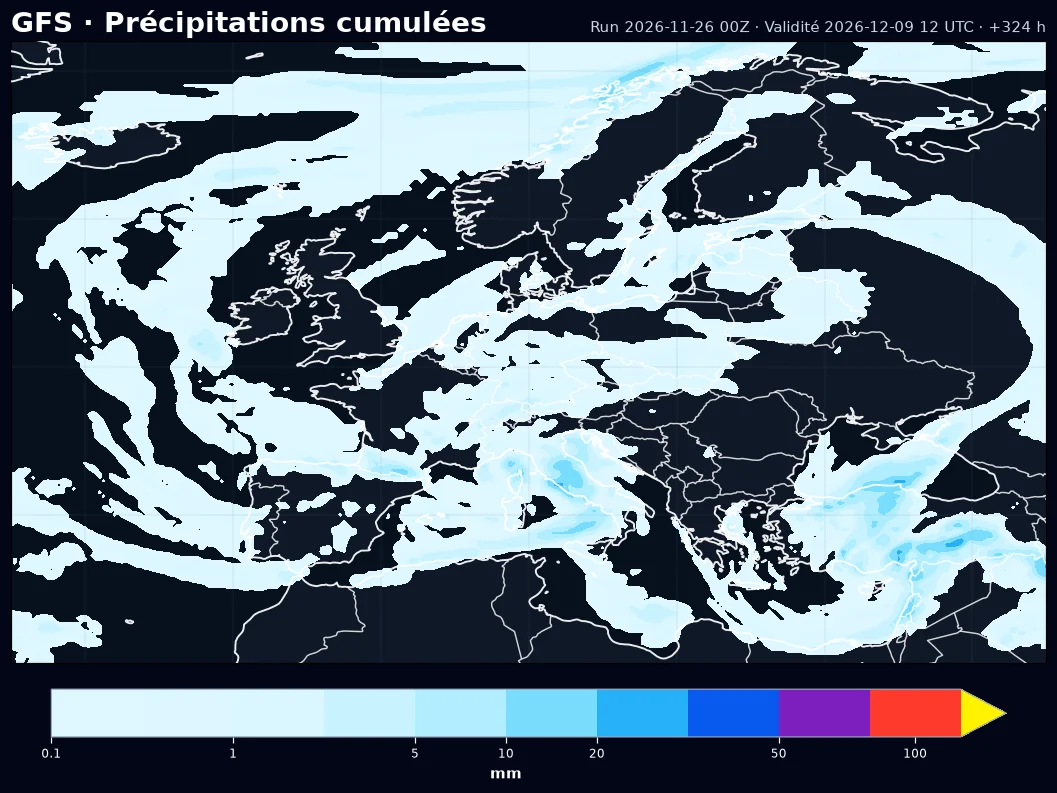 GFS · Précipitations cumulées
Run 2026-11-26 00Z · Validité 2026-12-09 12 UTC · +324 h
0.1 1 5 10 20 50 100
mm